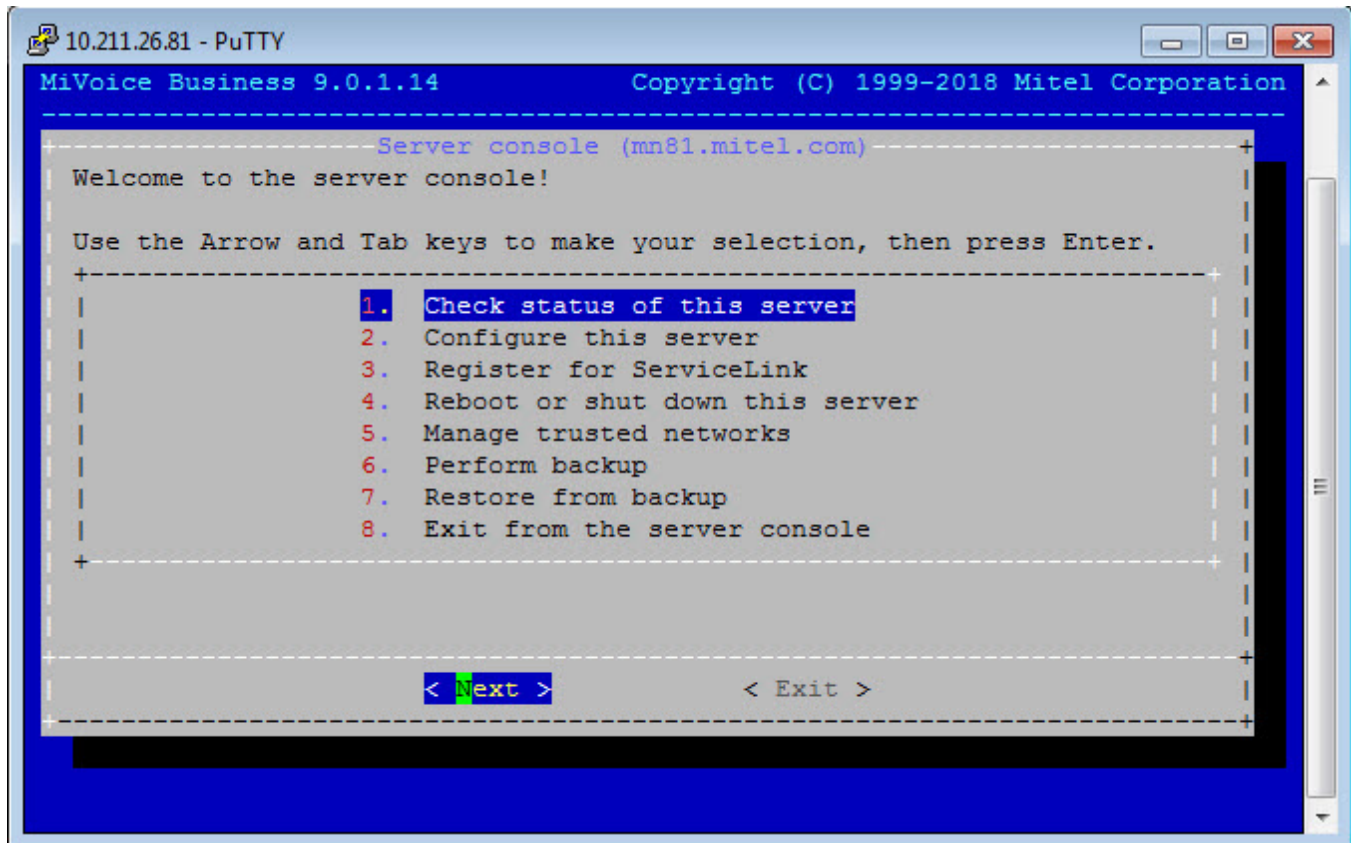 10.211.26.81 - PuTTY
MiVoice Business 9.0.1.14 Copyright (C) 1999-2018 Mitel Corporation
Server console (mn81.mitel.com)
Welcome to the server console!
Use the Arrow and Tab keys to make your selection, then press Enter.
1. Check status of this server
2. Configure this server
3. Register for ServiceLink
4. Reboot or shut down this server
5. Manage trusted networks
6. Perform backup
7. Restore from backup
8. Exit from the server console
< Next > < Exit >